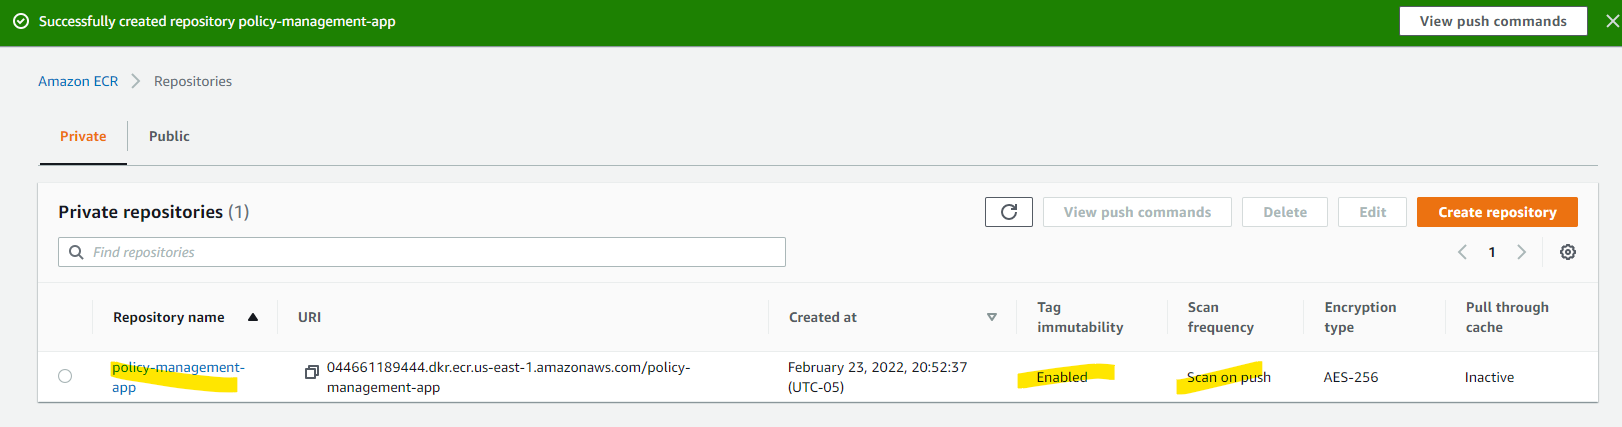 Successfully created repository policy-management-app
View push commands
Amazon ECR
Repositories
Private
Public
Private repositories (1)
View push commands
Delete
Edit
Create repository
Find repositories
1
Repository name
URI
Created at
Tag
immutability
Scan
frequency
Encryption
type
Pull through
cache
policy-management-
app
044661189444.dkr.ecr.us-east-1.amazonaws.com/policy-
management-app
February 23, 2022, 20:52:37
(UTC-05)
Enabled
Scan on push
AES-256
Inactive